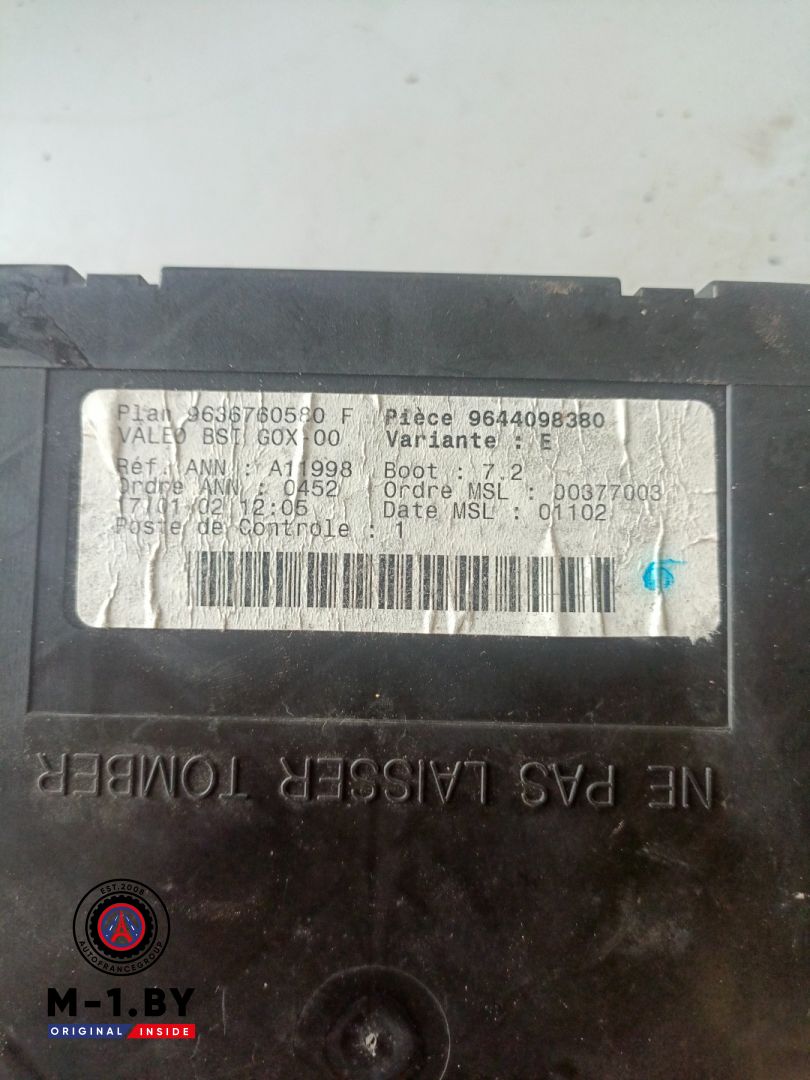 Plan 9636760580 F Pièce 9644098380
VALEO BSI G0X-00 Variante : E
Réf. ANN : A11998 Boot : 7.2
Ordre ANN : 0452 Ordre MSL : 00377003
17/01/02 12:05 Date MSL : 01102
Poste de Controle : 1
6
NE PAS LAISSER TOMBER
EST.2008
AUTOFRANCEGROUP
M-1.BY
ORIGINAL INSIDE